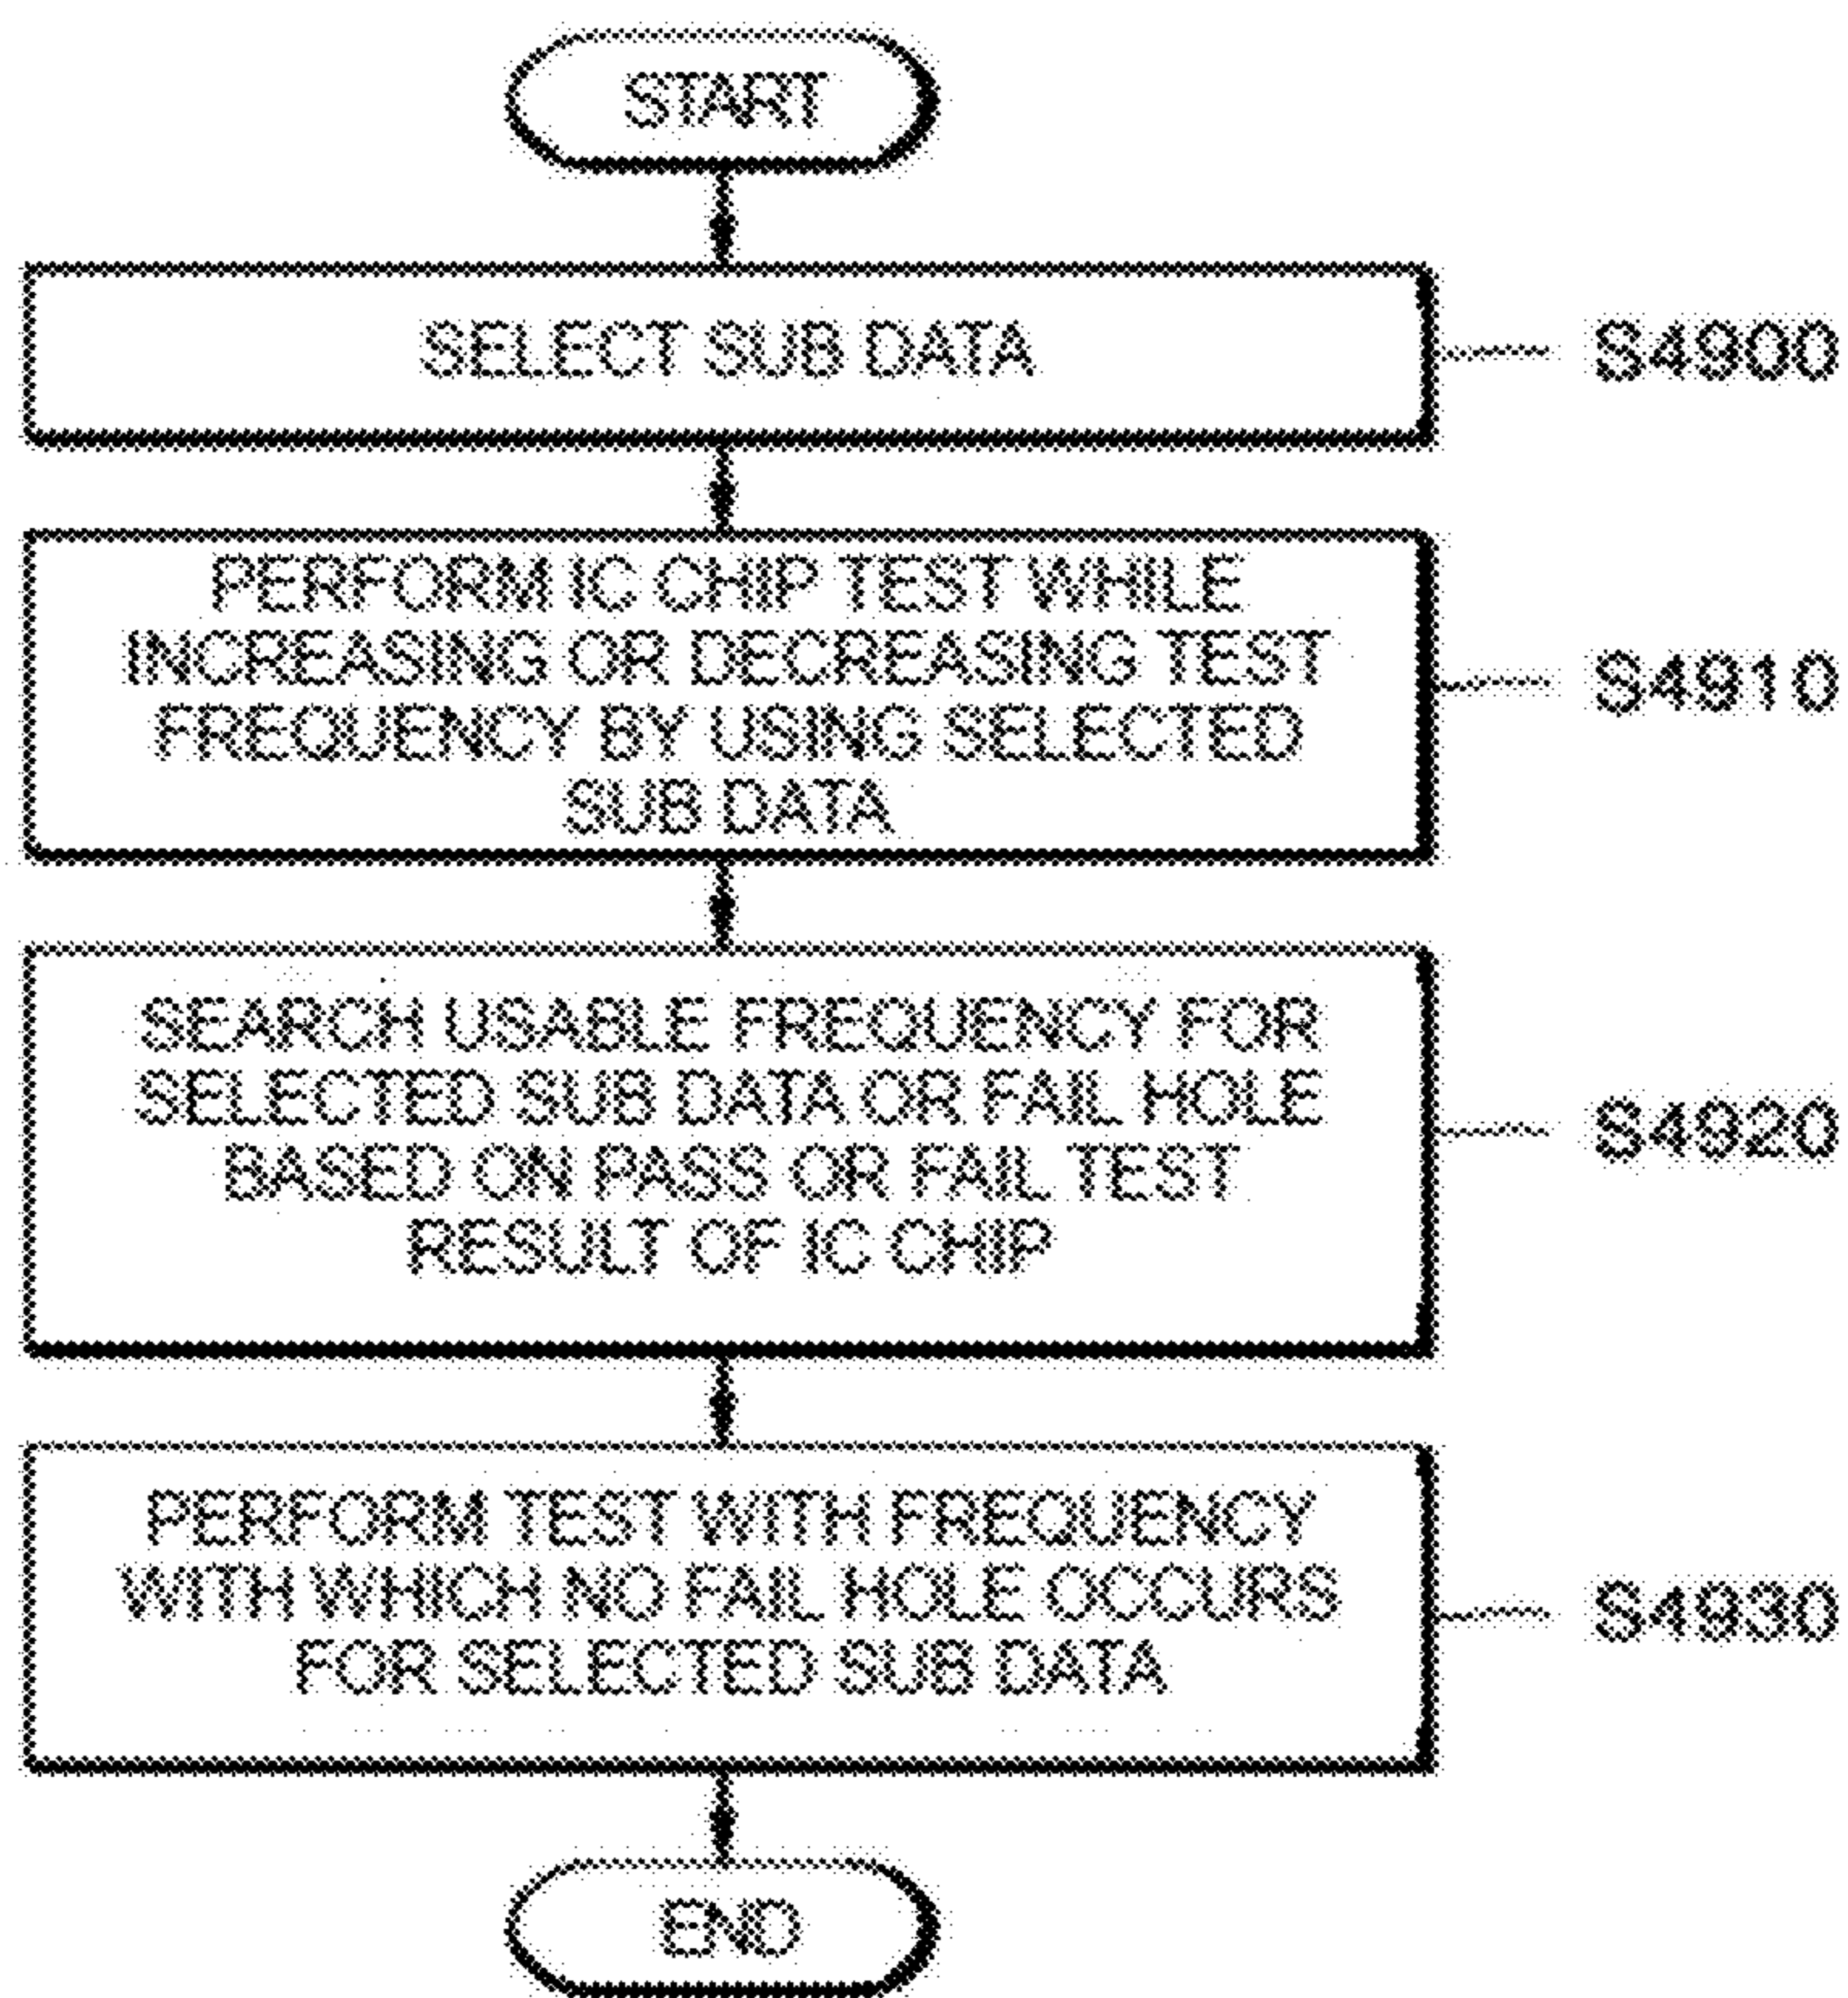 START
SELECT SUB DATA
S4900
PERFORM IC CHIP TEST WHILE
INCREASING OR DECREASING TEST
FREQUENCY BY USING SELECTED
SUB DATA
S4910
SEARCH USABLE FREQUENCY FOR
SELECTED SUB DATA OR FAIL HOLE
BASED ON PASS OR FAIL TEST
RESULT OF IC CHIP
S4920
PERFORM TEST WITH FREQUENCY
WITH WHICH NO FAIL HOLE OCCURS
FOR SELECTED SUB DATA
S4930
END